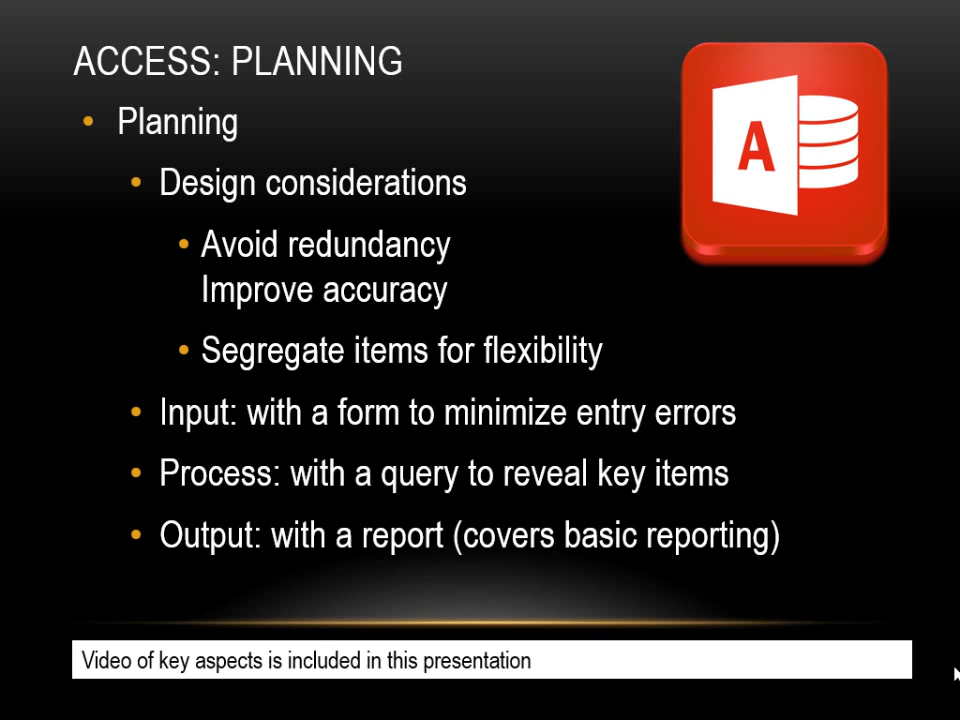 ACCESS: PLANNING
• Planning
• Design considerations
• Avoid redundancy
Improve accuracy
• Segregate items for flexibility
• Input: with a form to minimize entry errors
• Process: with a query to reveal key items
• Output: with a report (covers basic reporting)
A
Video of key aspects is included in this presentation